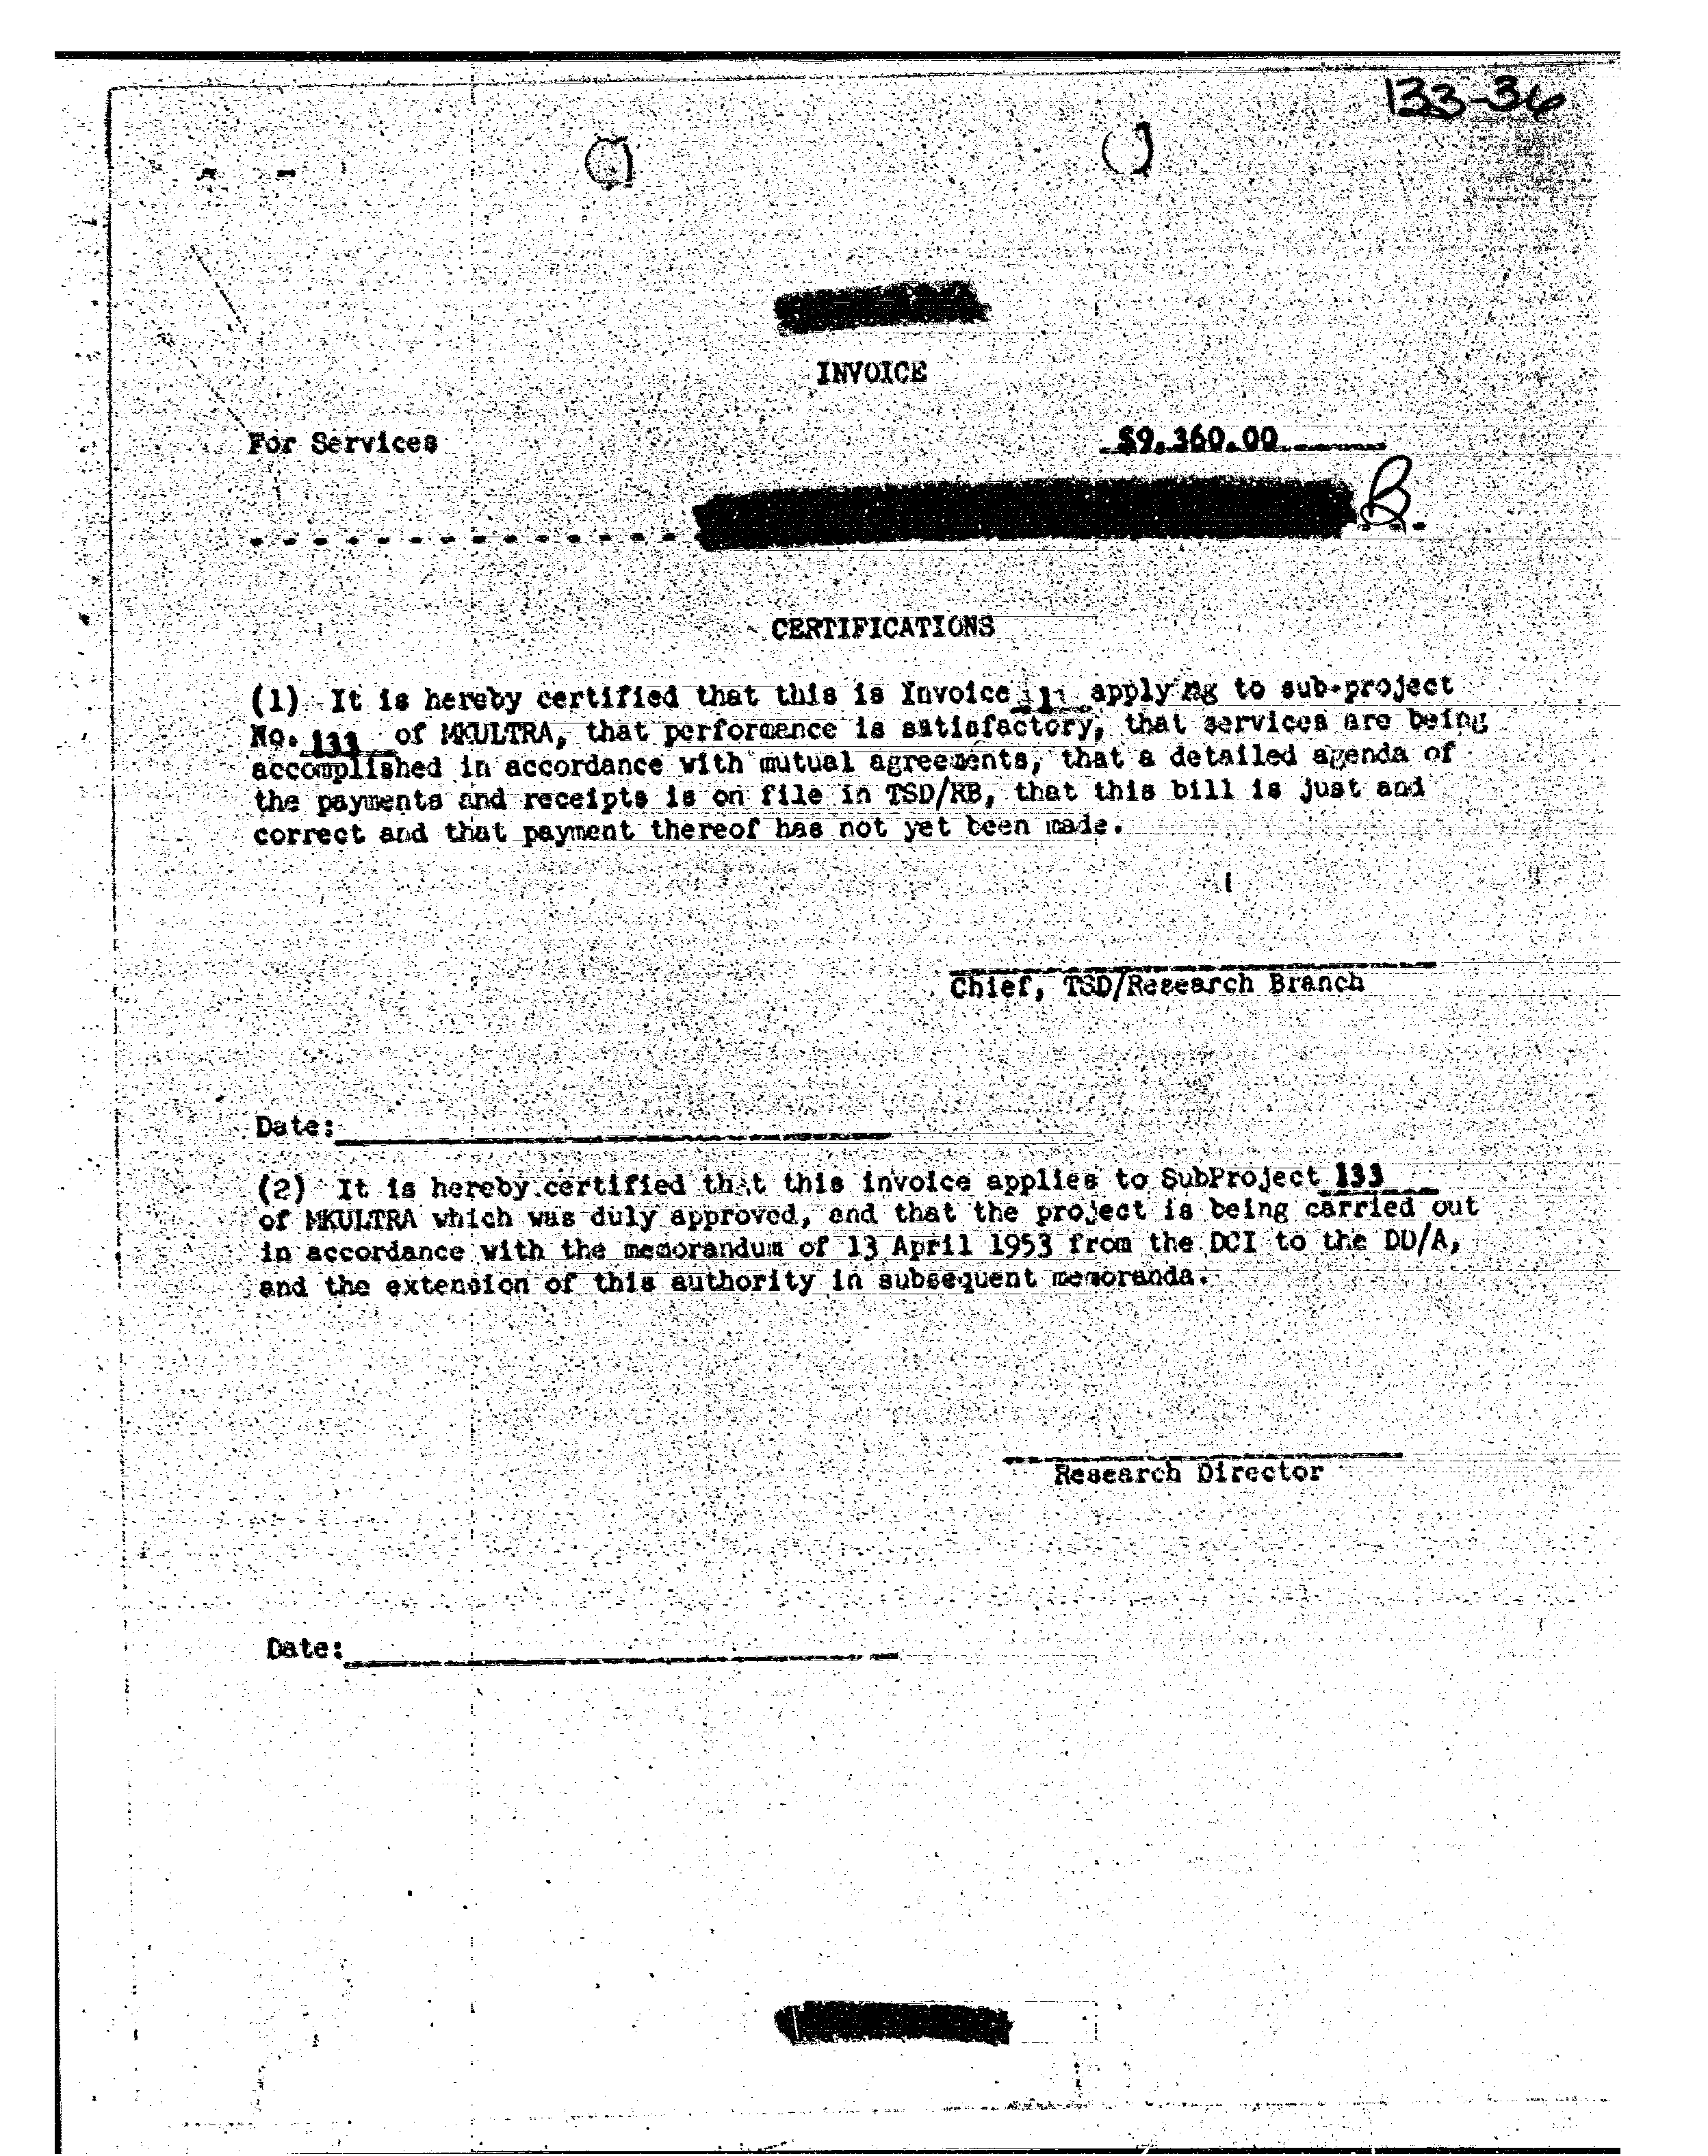 133-36
INVOICE
For Services $9,360.00
B
CERTIFICATIONS
(1) It is hereby certified that this is Invoice applying to sub-project
No. 133 of MKULTRA, that performance is satisfactory, that services are being
accomplished in accordance with mutual agreements, that a detailed agenda of
the payments and receipts is on file in TSD/RB, that this bill is just and
correct and that payment thereof has not yet been made.
Chief, TSD/Research Branch
Date:
(2) It is hereby certified that this invoice applies to SubProject 133
of MKULTRA which was duly approved, and that the project is being carried out
in accordance with the memorandum of 13 April 1953 from the DCI to the DD/A,
and the extension of this authority in subsequent memoranda.
Research Director
Date: